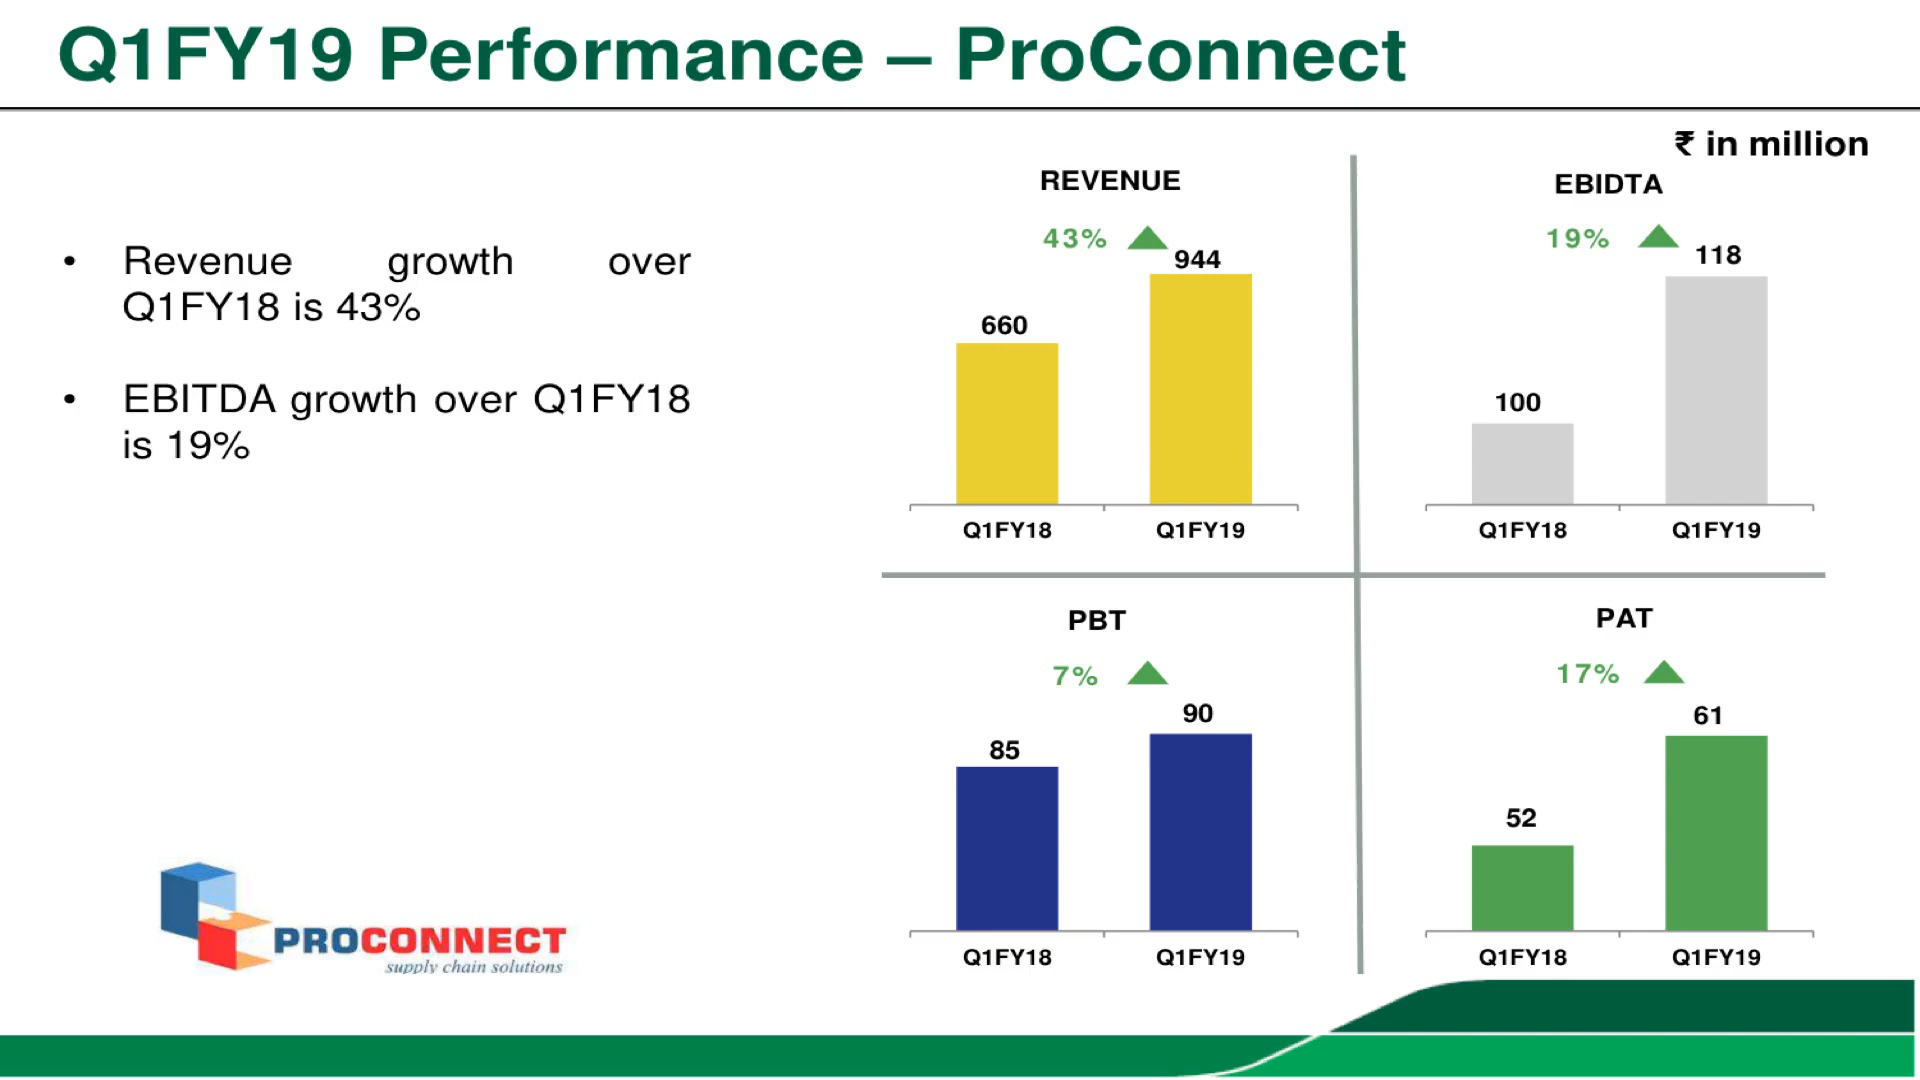 Q1FY19 Performance – ProConnect
₹ in million
• Revenue growth over
Q1FY18 is 43%
• EBITDA growth over Q1FY18
is 19%
REVENUE
43%
660
944
Q1FY18
Q1FY19
EBIDTA
19%
100
118
Q1FY18
Q1FY19
PBT
7%
85
90
Q1FY18
Q1FY19
PAT
17%
52
61
Q1FY18
Q1FY19
PROCONNECT
supply chain solutions